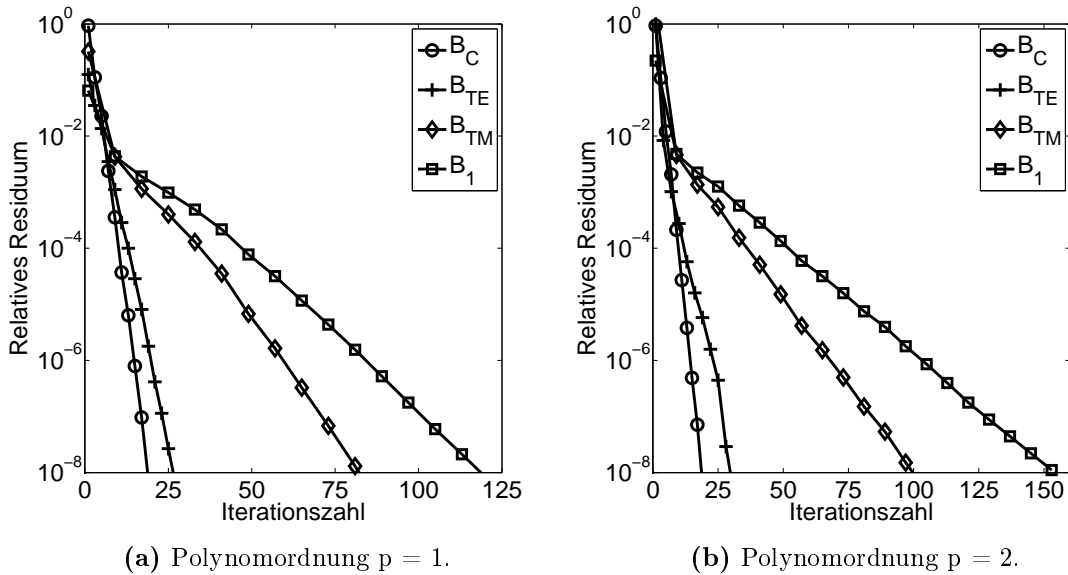 10^0
10^-2
10^-4
10^-6
10^-8
Relatives Residuum
0 25 50 75 100 125
Iterationszahl
B_C
B_TE
B_TM
B_1
(a) Polynomordnung p = 1.
10^0
10^-2
10^-4
10^-6
10^-8
Relatives Residuum
0 25 50 75 100 125 150
Iterationszahl
B_C
B_TE
B_TM
B_1
(b) Polynomordnung p = 2.